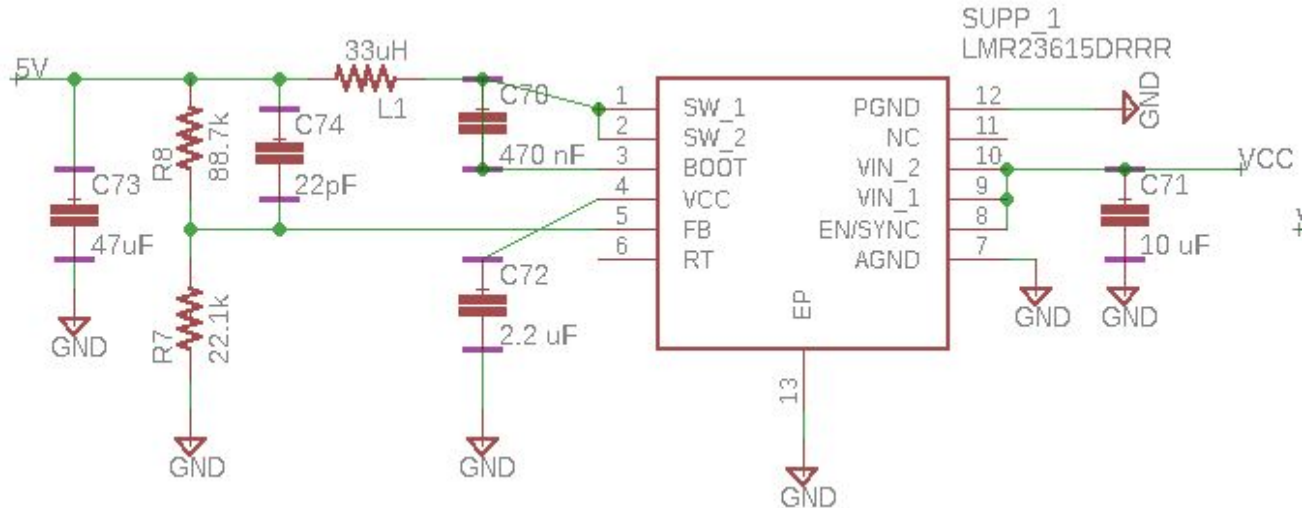 SUPP_1
LMR23615DRRR
5V
33uH
L1
C70
470 nF
C74
22pF
R8
88.7k
C73
47uF
GND
R7
22.1k
GND
C72
2.2 uF
GND
1
2
3
4
5
6
SW_1
SW_2
BOOT
VCC
FB
RT
PGND
NC
VIN_2
VIN_1
EN/SYNC
AGND
EP
12
11
10
9
8
7
13
GND
GND
GND
VCC
C71
10 uF
GND